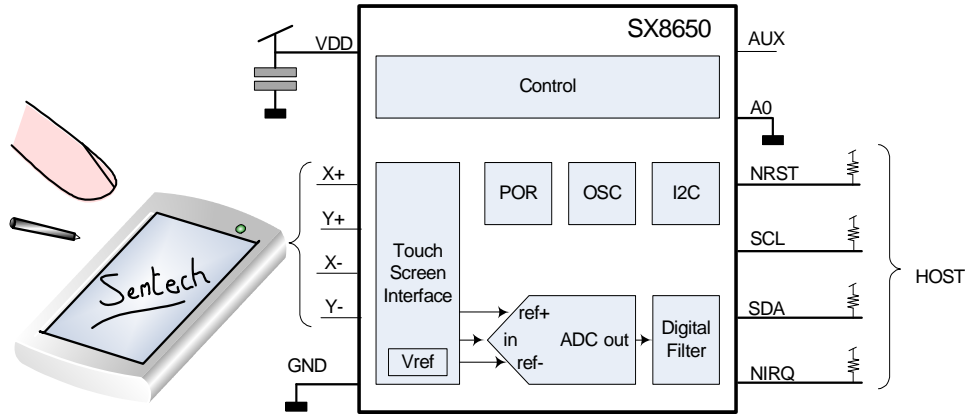 SX8650
VDD
AUX
Control
A0
X+
Y+
X-
Y-
GND
POR
OSC
I2C
NRST
SCL
SDA
NIRQ
HOST
Touch
Screen
Interface
Vref
ref+
in
ref-
ADC out
Digital
Filter
Semtech